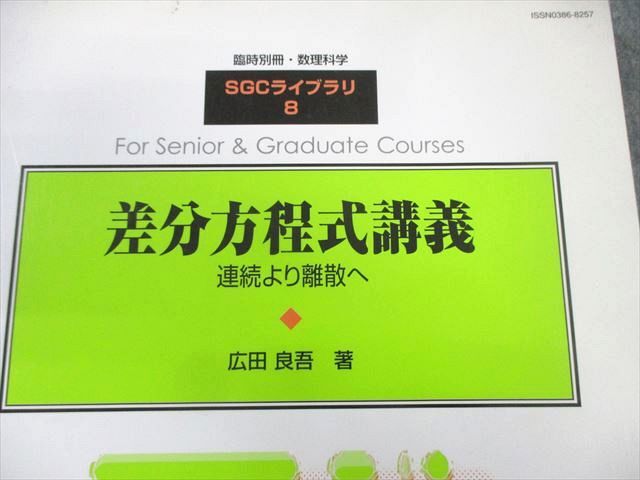 ISSN0386-8257
臨時別冊・数理科学
SGCライブラリ
8
For Senior & Graduate Courses
差分方程式講義
連続より離散へ
広田 良吾 著